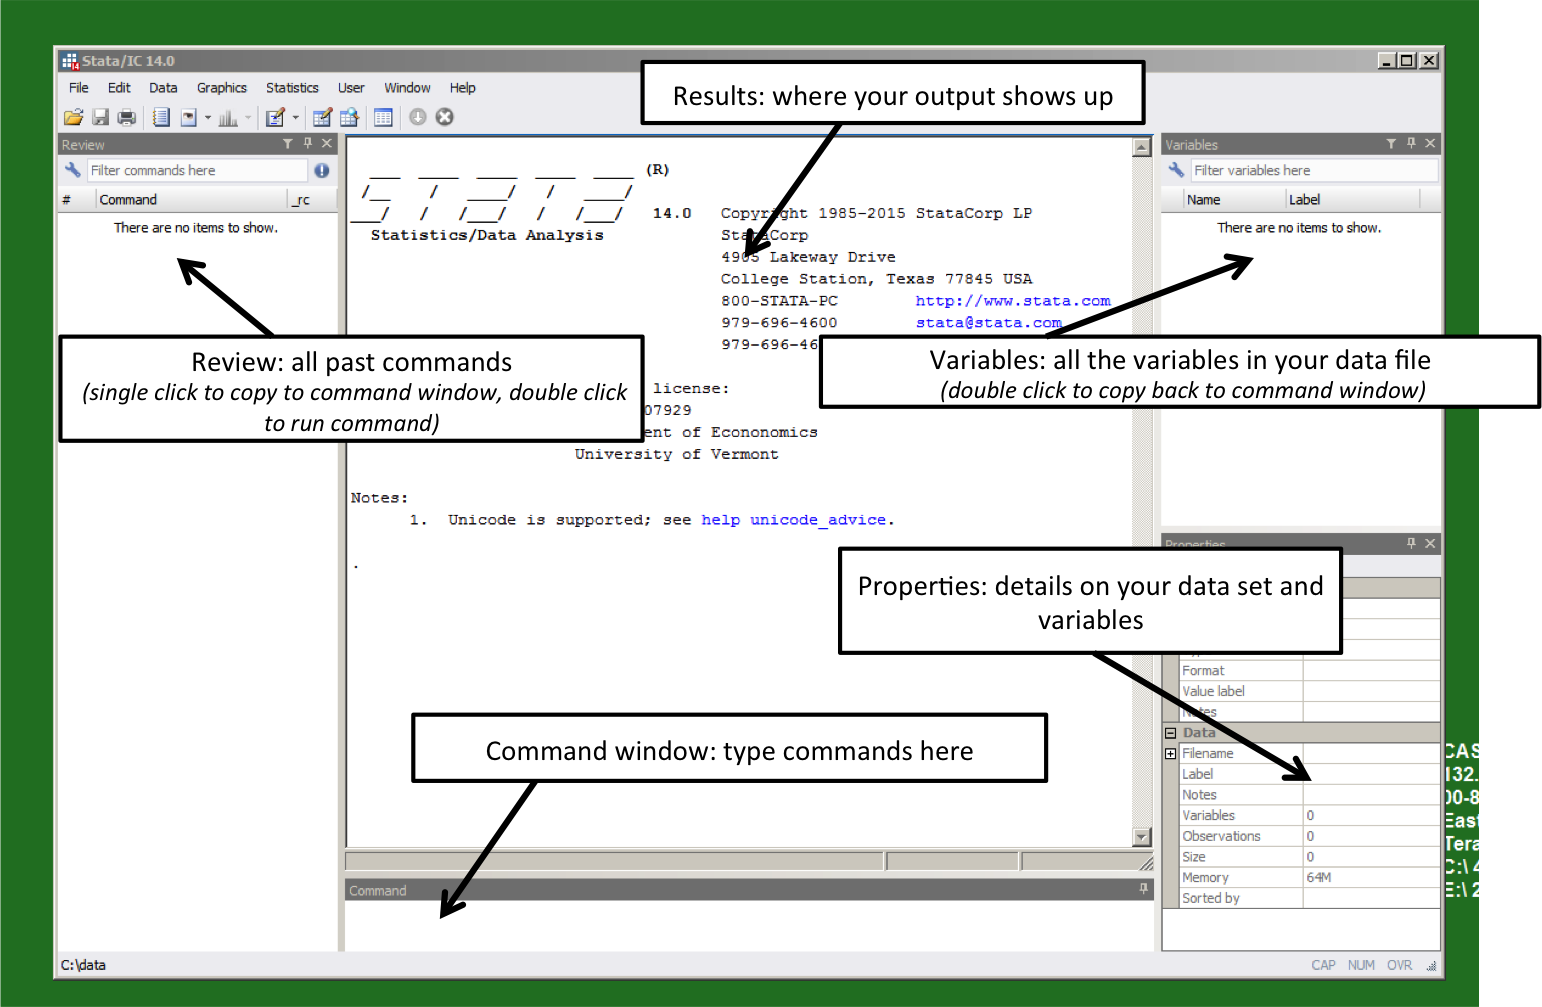 Stata/IC 14.0
File Edit Data Graphics Statistics User Window Help
Results: where your output shows up
Review
Filter commands here
# Command _rc
There are no items to show.
Review: all past commands
(single click to copy to command window, double click
to run command)
(R)
14.0 Copyright 1985-2015 StataCorp LP
Statistics/Data Analysis StataCorp
4905 Lakeway Drive
College Station, Texas 77845 USA
800-STATA-PC http://www.stata.com
979-696-4600 stata@stata.com
979-696-46
license:
07929
ent of Econonomics
University of Vermont
Notes:
1. Unicode is supported; see help unicode_advice.
.
Command window: type commands here
Command
Variables
Filter variables here
Name Label
There are no items to show.
Variables: all the variables in your data file
(double click to copy back to command window)
Properties
Properties: details on your data set and
variables
Format
Value label
Notes
Data
Filename
Label
Notes
Variables 0
Observations 0
Size 0
Memory 64M
Sorted by
CAS
132.
00-8
East
Tera
C:\ 4
E:\ 2
C:\data
CAP NUM OVR